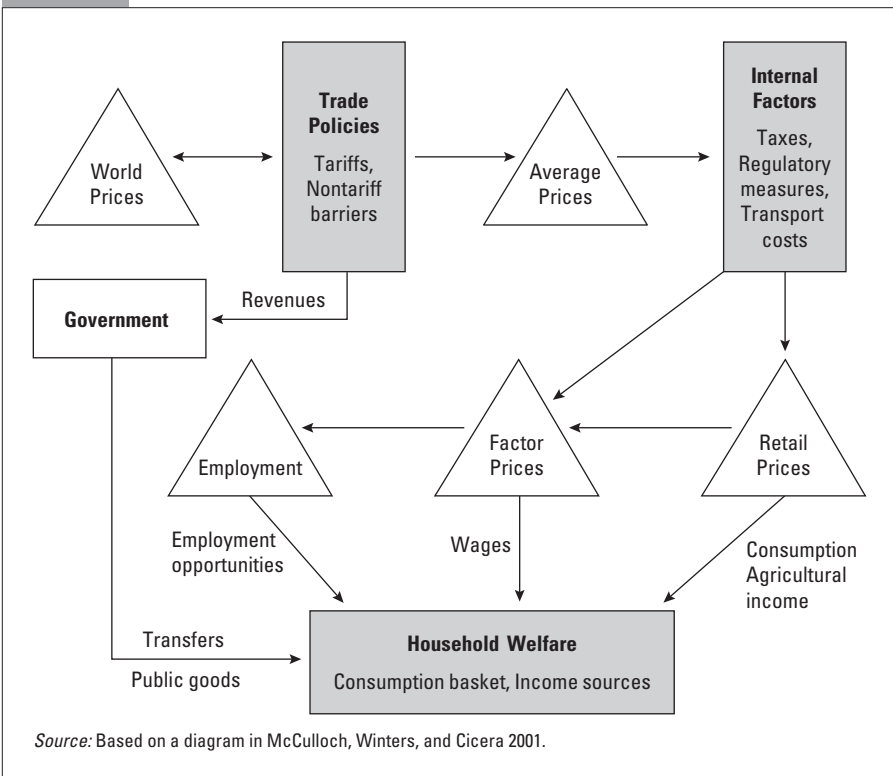 World
Prices
Trade
Policies
Tariffs,
Nontariff
barriers
Average
Prices
Internal
Factors
Taxes,
Regulatory
measures,
Transport
costs
Revenues
Government
Employment
Factor
Prices
Retail
Prices
Employment
opportunities
Wages
Consumption
Agricultural
income
Transfers
Public goods
Household Welfare
Consumption basket, Income sources
Source: Based on a diagram in McCulloch, Winters, and Cicera 2001.